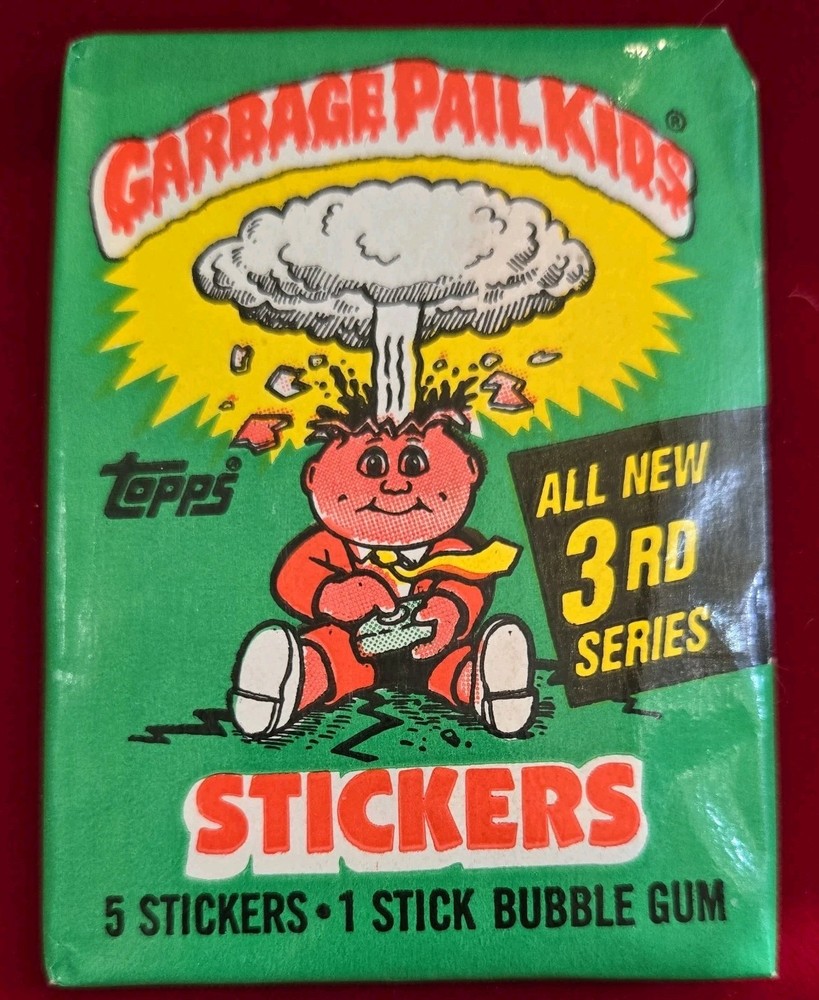 GARBAGE PAIL KIDS®
topps®
ALL NEW
3RD
SERIES
STICKERS
5 STICKERS • 1 STICK BUBBLE GUM